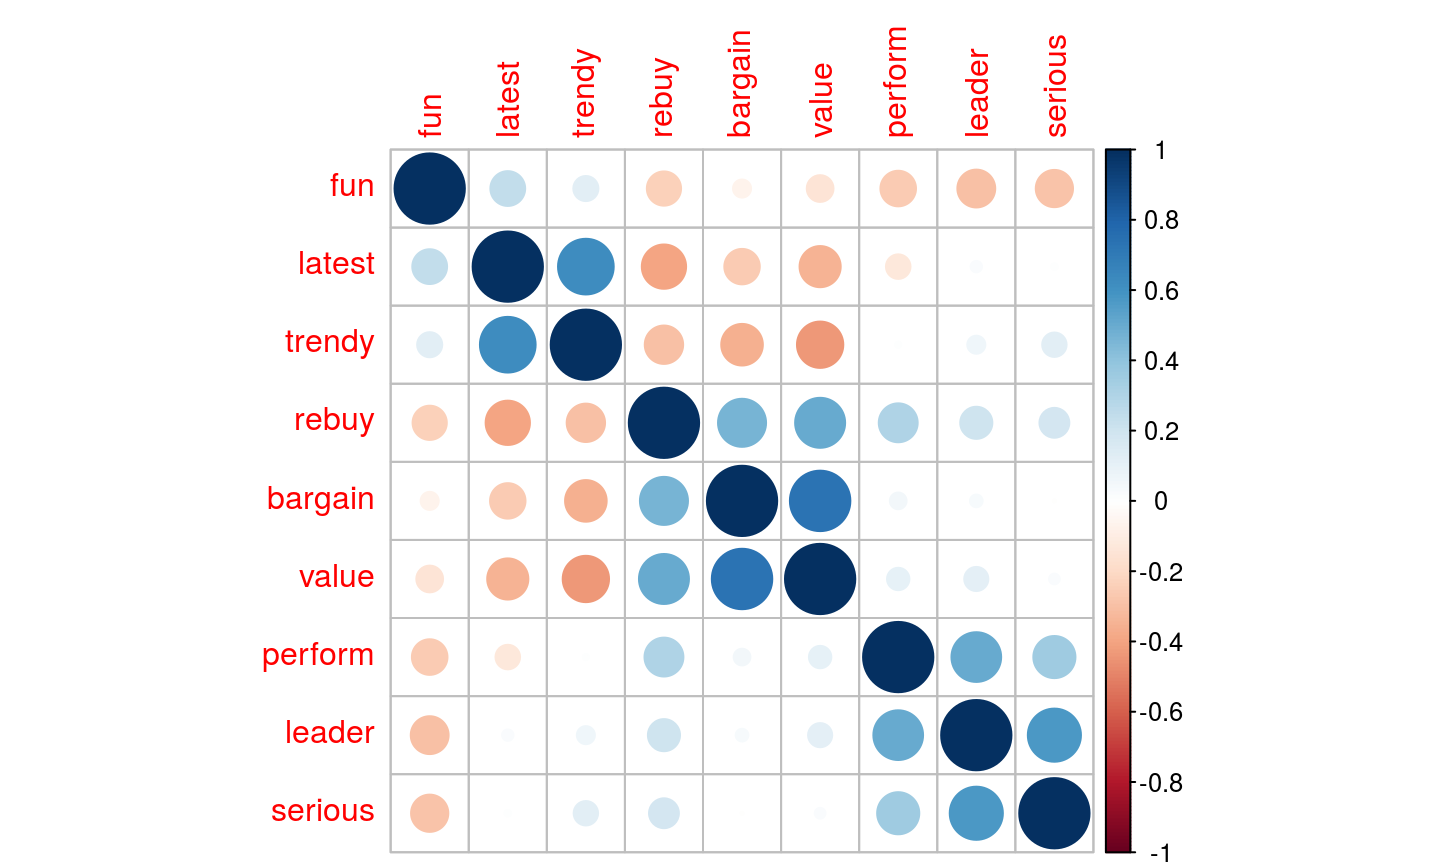 fun latest trendy rebuy bargain value perform leader serious
fun
latest
trendy
rebuy
bargain
value
perform
leader
serious
1
0.8
0.6
0.4
0.2
0
-0.2
-0.4
-0.6
-0.8
-1